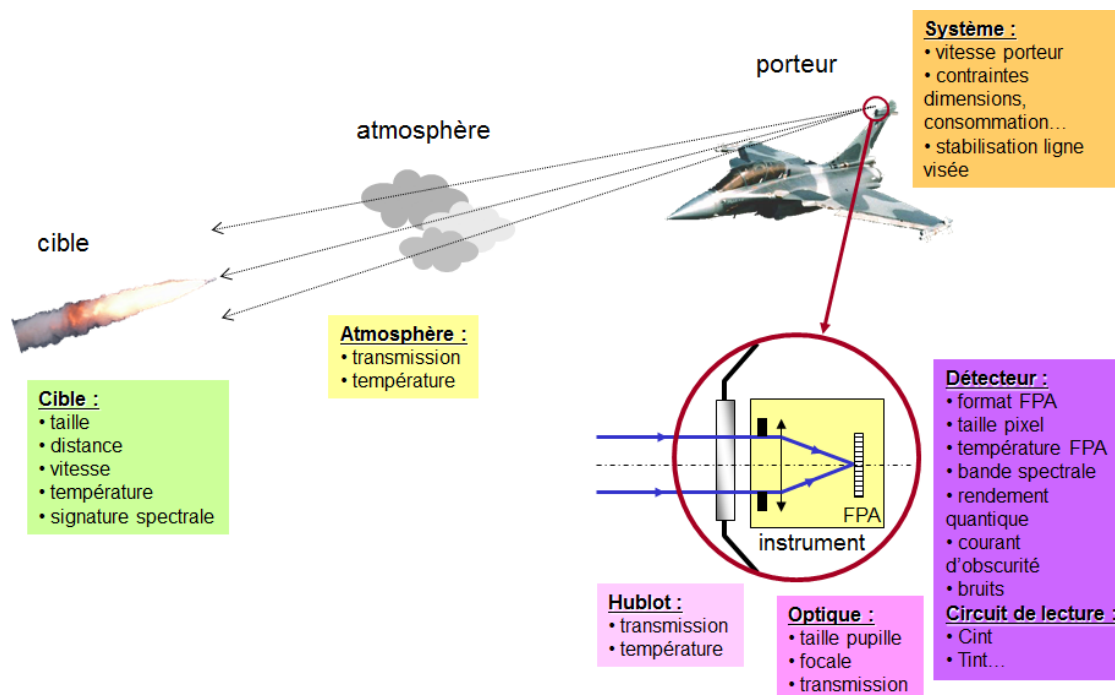 Système :
• vitesse porteur
• contraintes
dimensions,
consommation…
• stabilisation ligne
visée
porteur
atmosphère
cible
Atmosphère :
• transmission
• température
Cible :
• taille
• distance
• vitesse
• température
• signature spectrale
FPA
instrument
Détecteur :
• format FPA
• taille pixel
• température FPA
• bande spectrale
• rendement
quantique
• courant
d'obscurité
• bruits
Circuit de lecture :
• Cint
• Tint…
Hublot :
• transmission
• température
Optique :
• taille pupille
• focale
• transmission